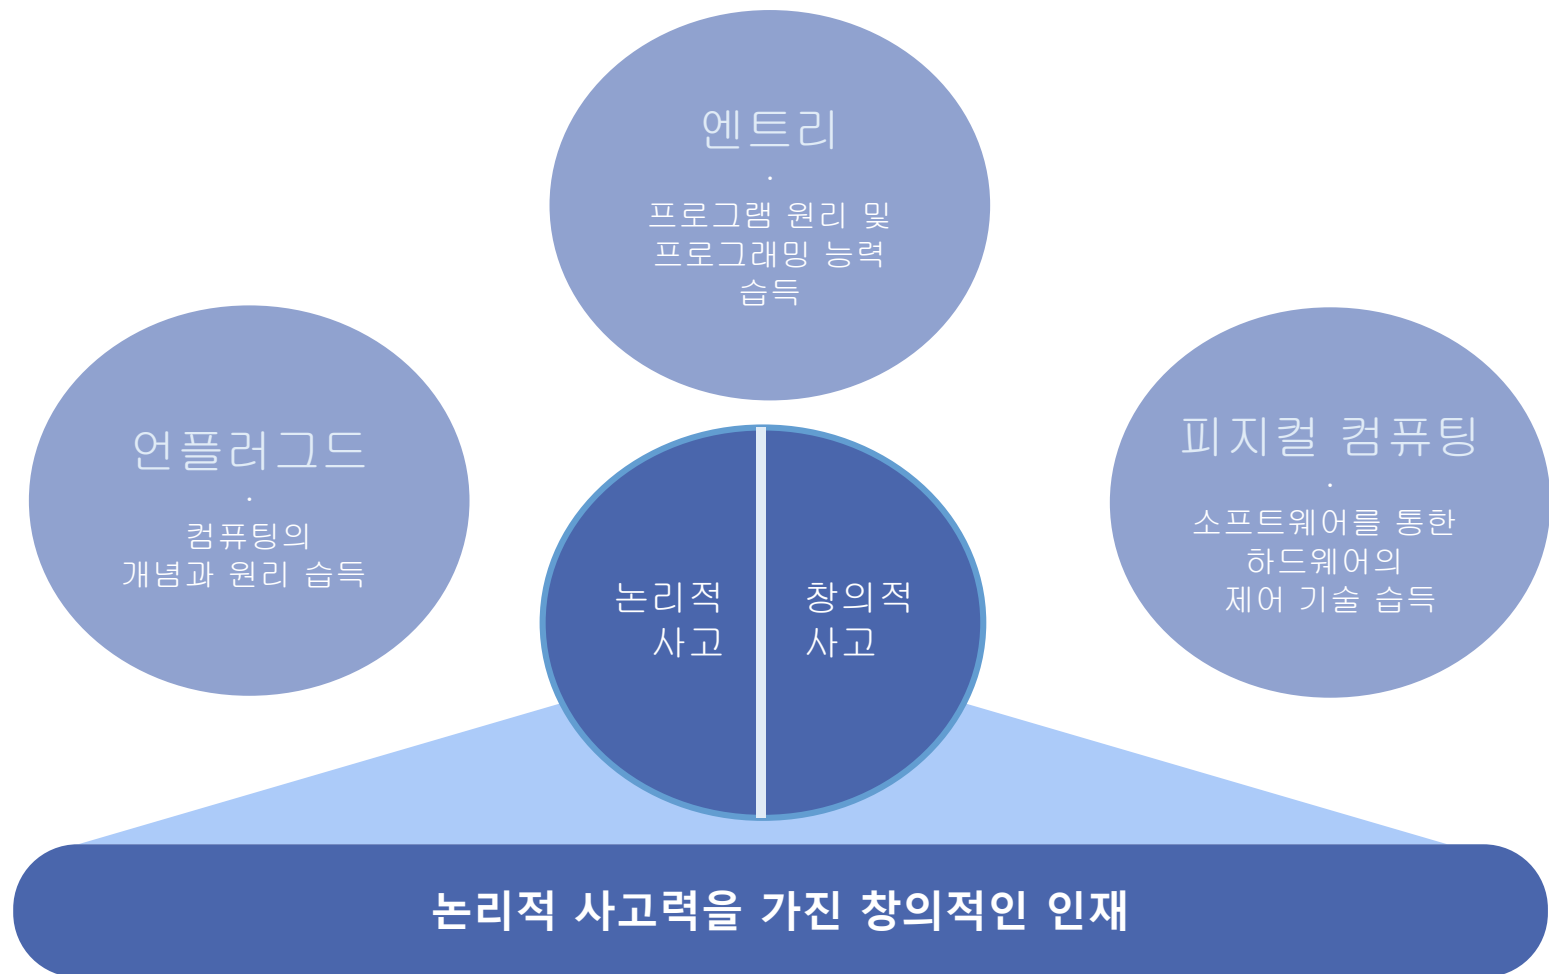 엔트리
·
프로그램 원리 및
프로그래밍 능력
습득
언플러그드
·
컴퓨팅의
개념과 원리 습득
피지컬 컴퓨팅
·
소프트웨어를 통한
하드웨어의
제어 기술 습득
논리적
사고
창의적
사고
논리적 사고력을 가진 창의적인 인재